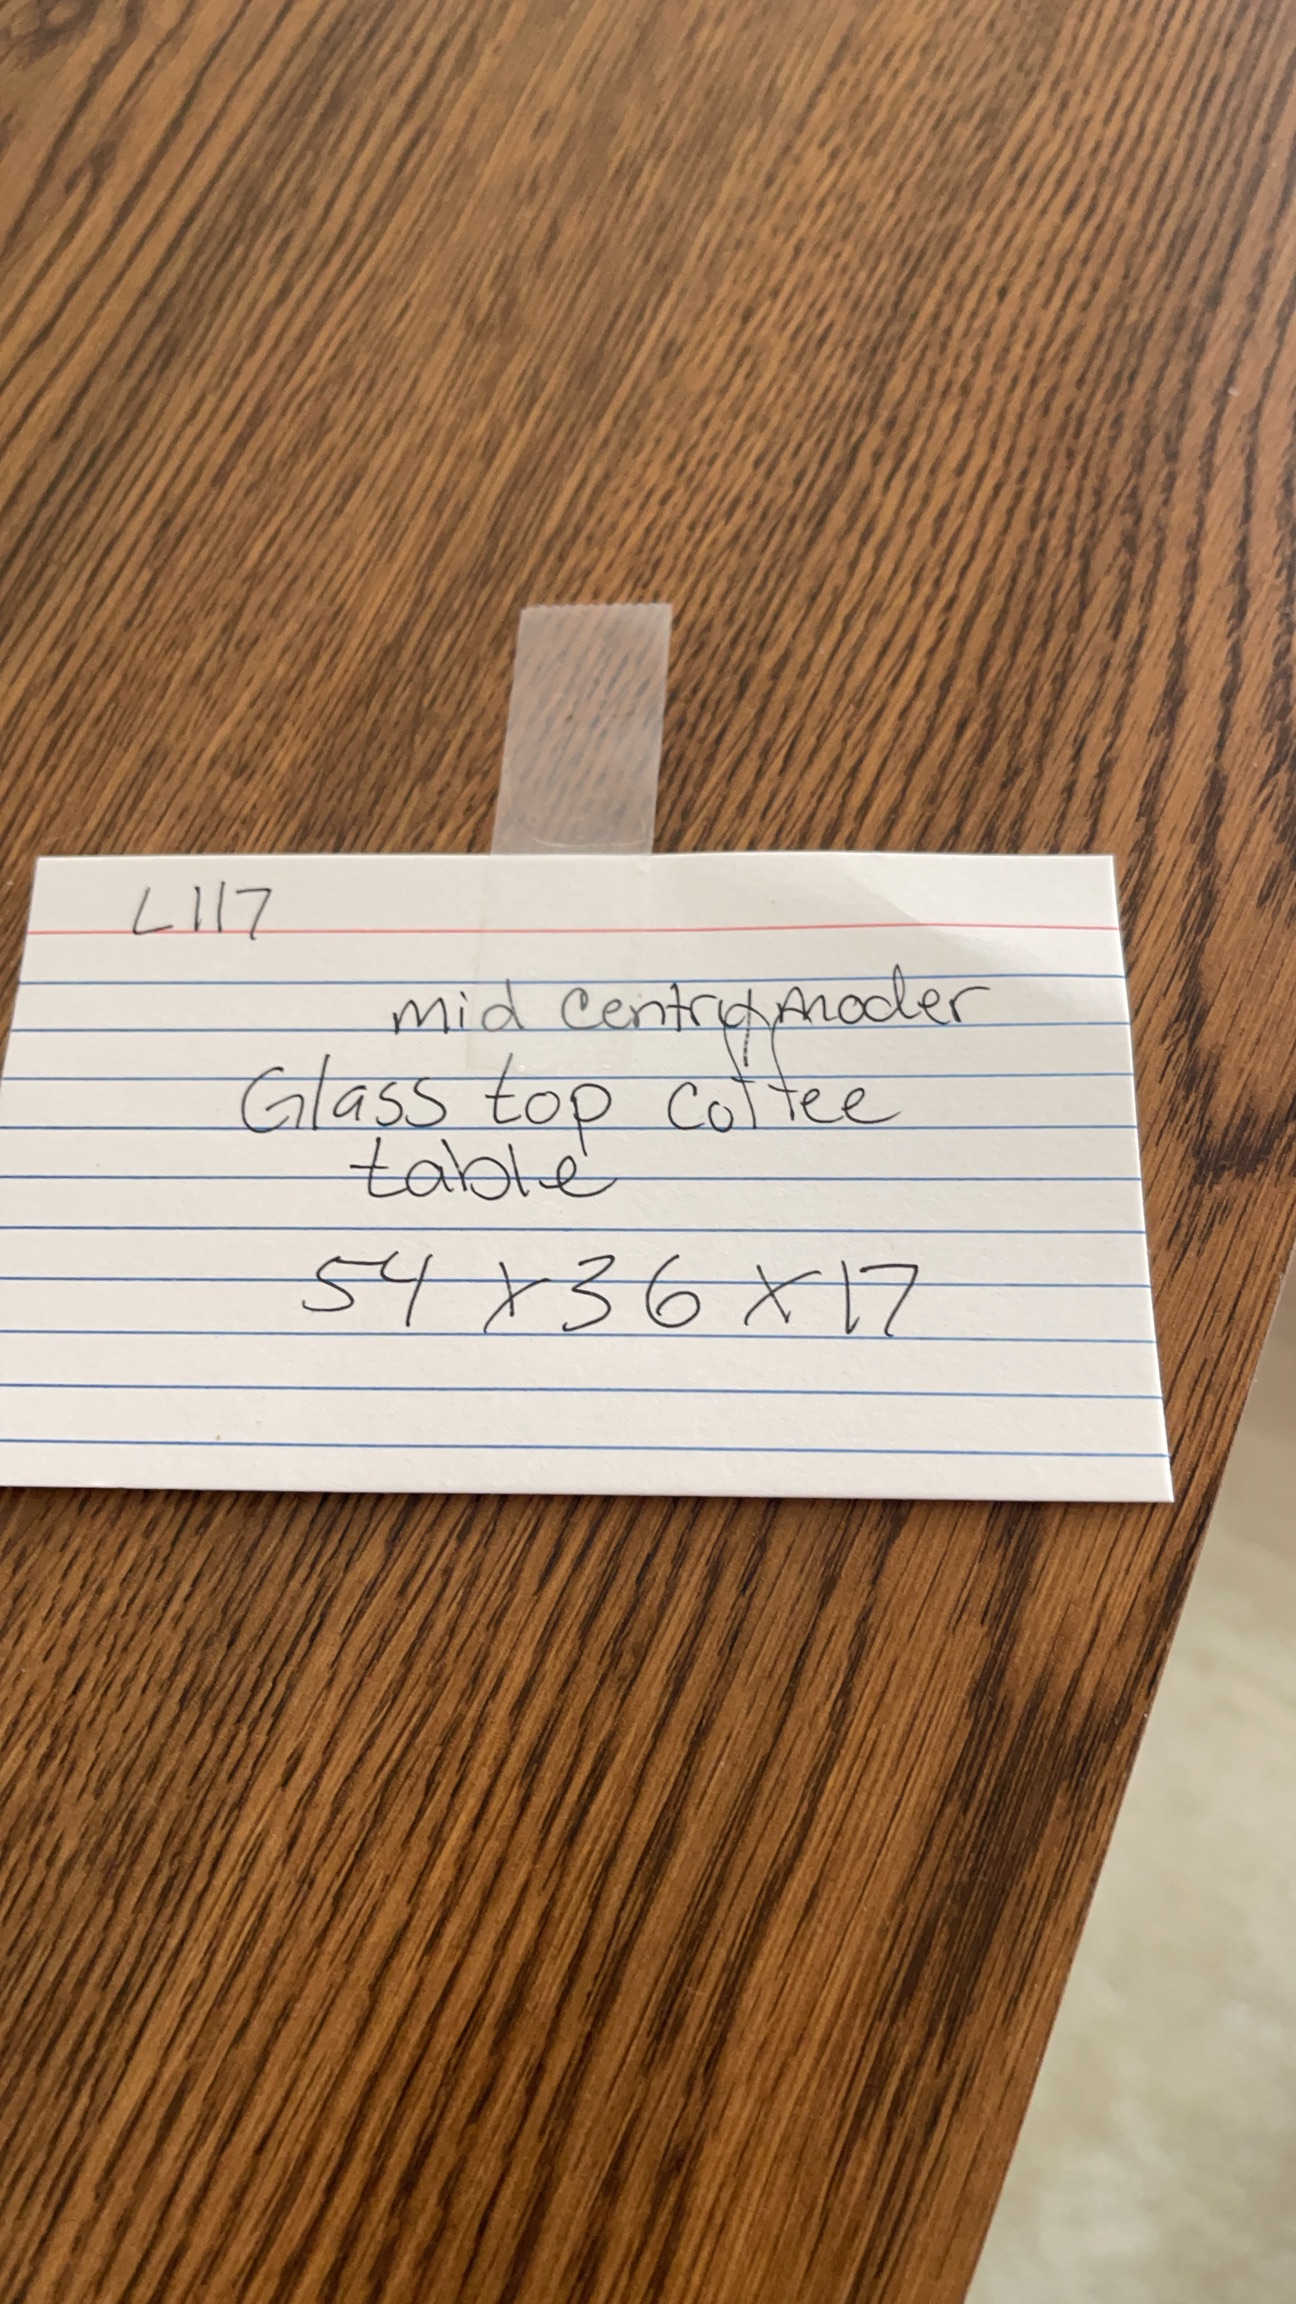 L117
mid Centry moder
Glass top coffee
table
54 x 36 x 17